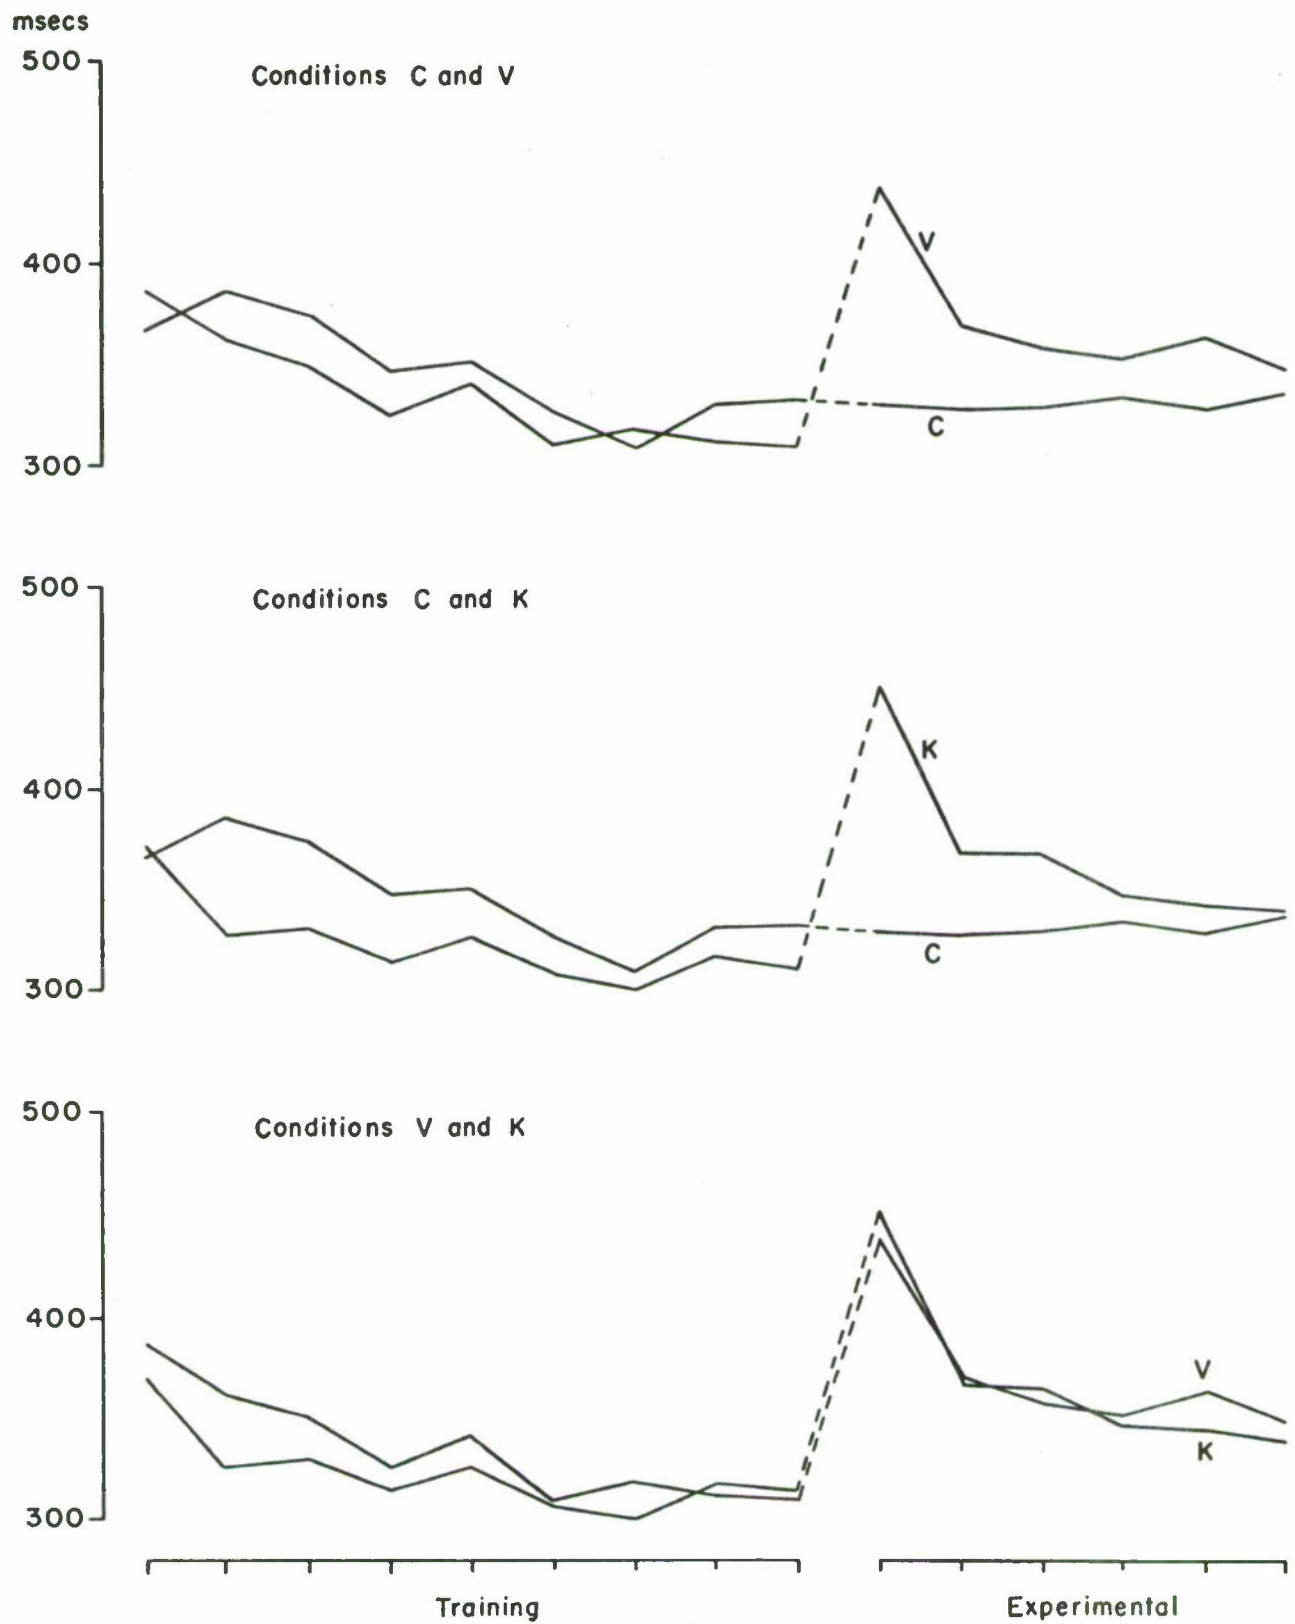 msecs
500
Conditions C and V
400
V
C
300
500
Conditions C and K
400
K
C
300
500
Conditions V and K
400
V
K
300
Training Experimental